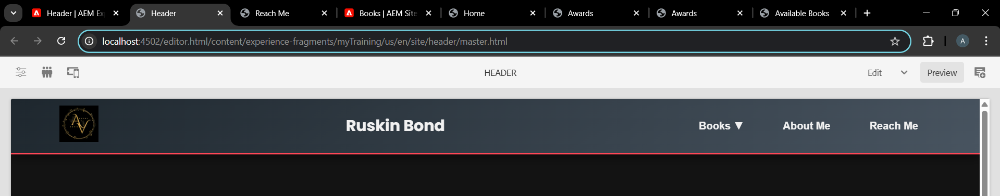 Header | AEM Ex
Header
Reach Me
Books | AEM Site
Home
Awards
Awards
Available Books
localhost:4502/editor.html/content/experience-fragments/myTraining/us/en/site/header/master.html
A
HEADER
Edit
Preview
AV
Ruskin Bond
Books ▼
About Me
Reach Me